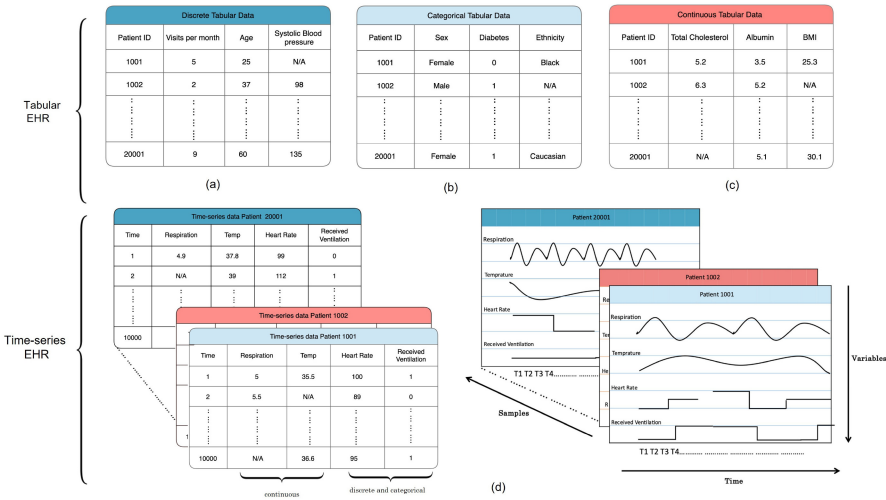 Discrete Tabular Data
Patient ID Visits per month Age Systolic Blood pressure
1001 5 25 N/A
1002 2 37 98
20001 9 60 135
(a)
Categorical Tabular Data
Patient ID Sex Diabetes Ethnicity
1001 Female 0 Black
1002 Male 1 N/A
20001 Female 1 Caucasian
(b)
Continuous Tabular Data
Patient ID Total Cholesterol Albumin BMI
1001 5.2 3.5 25.3
1002 6.3 5.2 N/A
20001 N/A 5.1 30.1
(c)
Tabular
EHR
Time-series
EHR
Time-series data Patient 20001
Time Respiration Temp Heart Rate Received Ventilation
1 4.9 37.8 99 0
2 N/A 39 112 1
10000
Time-series data Patient 1002
Time-series data Patient 1001
Time Respiration Temp Heart Rate Received Ventilation
1 5 35.5 100 1
2 5.5 N/A 89 0
10000 N/A 36.6 95 1
continuous
discrete and categorical
Patient 20001
Respiration
Temprature
Heart Rate
Received Ventilation
T1 T2 T3 T4
Patient 1002
Re
Te
He
R
Patient 1001
Respiration
Temprature
Heart Rate
Received Ventilation
T1 T2 T3 T4
Samples
Variables
Time
(d)